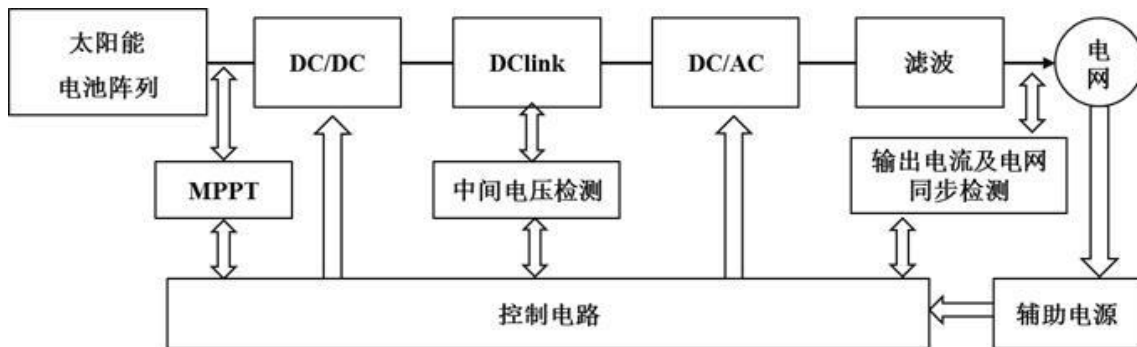 太阳能
电池阵列
DC/DC
DClink
DC/AC
滤波
电
网
MPPT
中间电压检测
输出电流及电网
同步检测
控制电路
辅助电源